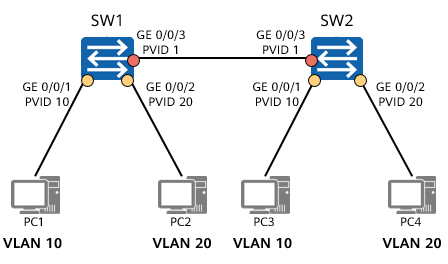 SW1
SW2
GE 0/0/3
PVID 1
GE 0/0/3
PVID 1
GE 0/0/1
PVID 10
GE 0/0/2
PVID 20
GE 0/0/1
PVID 10
GE 0/0/2
PVID 20
PC1
PC2
PC3
PC4
VLAN 10
VLAN 20
VLAN 10
VLAN 20